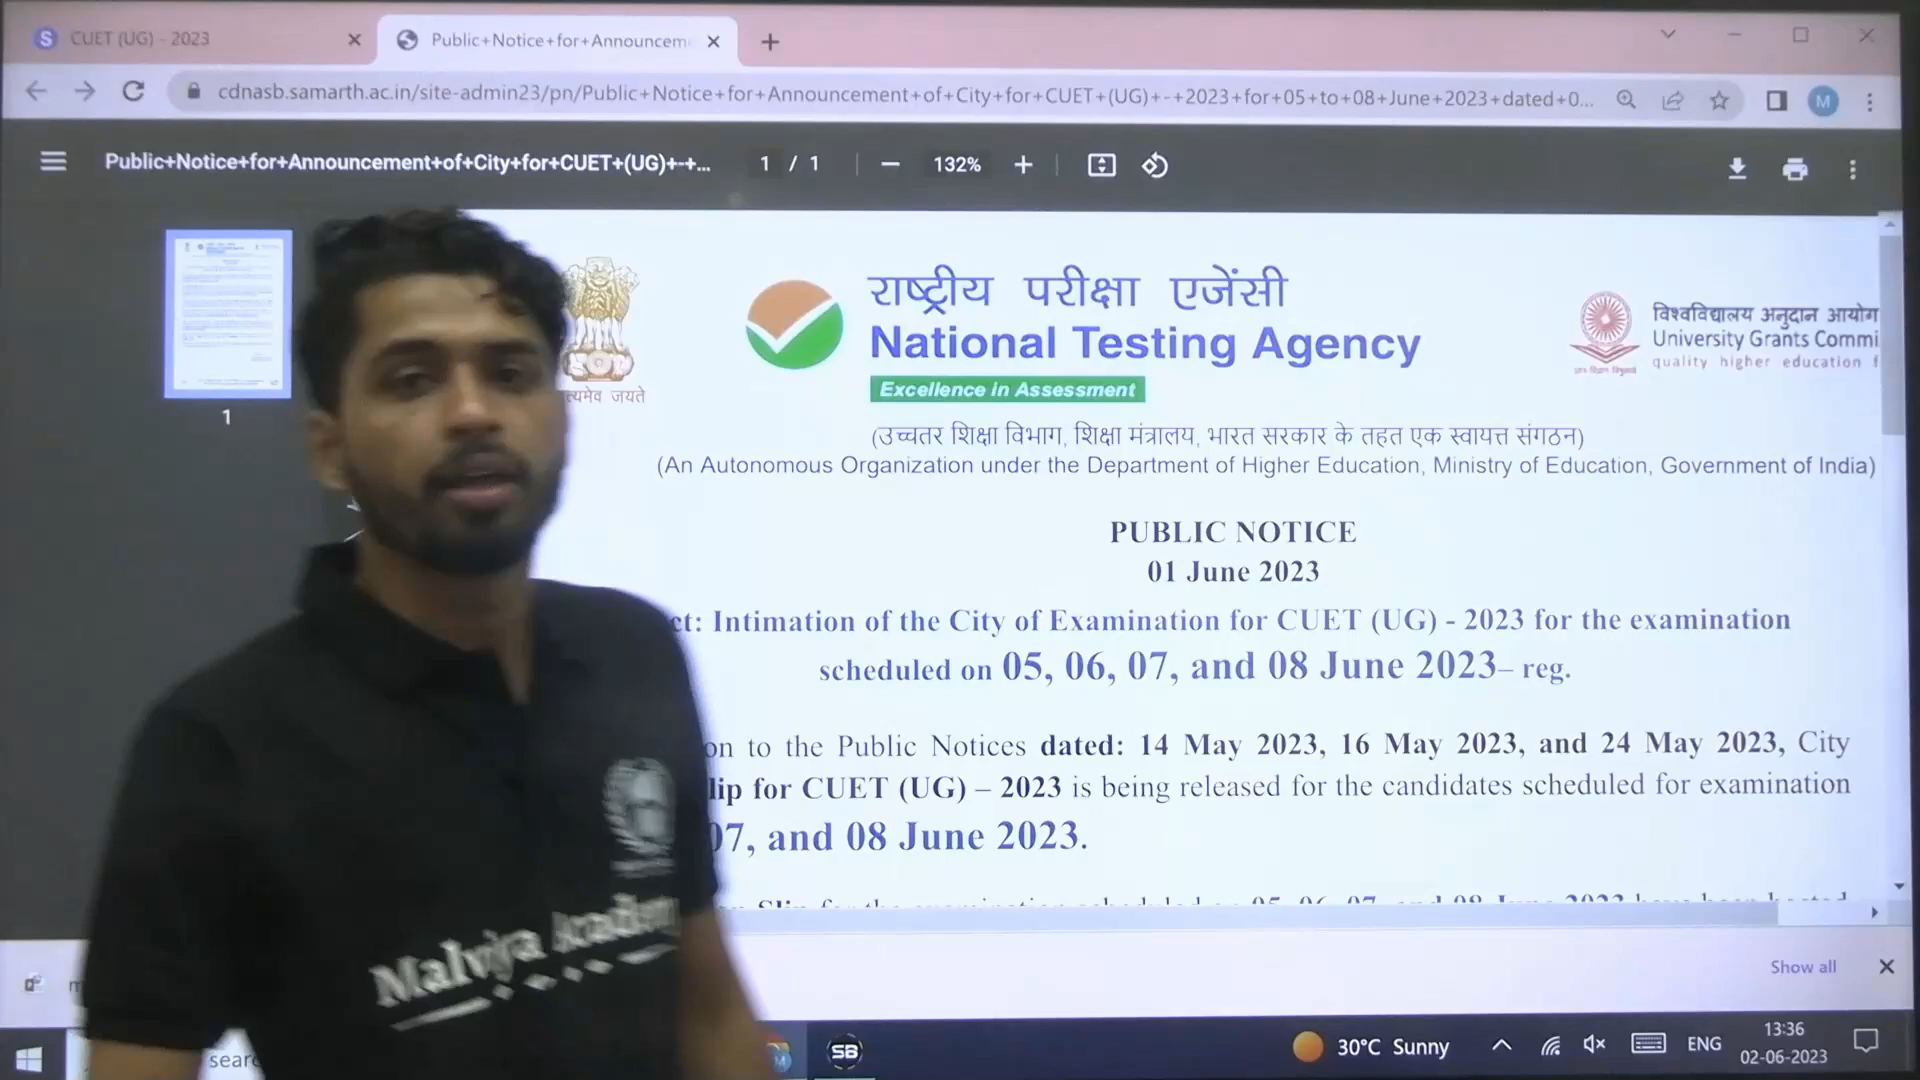 CUET (UG) - 2023
Public+Notice+for+Announcem
cdnasb.samarth.ac.in/site-admin23/pn/Public+Notice+for+Announcement+of+City+for+CUET+(UG)+-+2023+for+05+to+08+June+2023+dated+0...
M
Public+Notice+for+Announcement+of+City+for+CUET+(UG)+-+...
1 / 1
132%
1
त्यमेव जयते
राष्ट्रीय परीक्षा एजेंसी
National Testing Agency
Excellence in Assessment
विश्वविद्यालय अनुदान आयोग
University Grants Commi
quality higher education f
(उच्चतर शिक्षा विभाग, शिक्षा मंत्रालय, भारत सरकार के तहत एक स्वायत्त संगठन)
(An Autonomous Organization under the Department of Higher Education, Ministry of Education, Government of India)
PUBLIC NOTICE
01 June 2023
ct: Intimation of the City of Examination for CUET (UG) - 2023 for the examination
scheduled on 05, 06, 07, and 08 June 2023– reg.
on to the Public Notices dated: 14 May 2023, 16 May 2023, and 24 May 2023, City
lip for CUET (UG) – 2023 is being released for the candidates scheduled for examination
07, and 08 June 2023.
Malviya Academy
Show all
sear
SB
30°C Sunny
ENG
13:36
02-06-2023